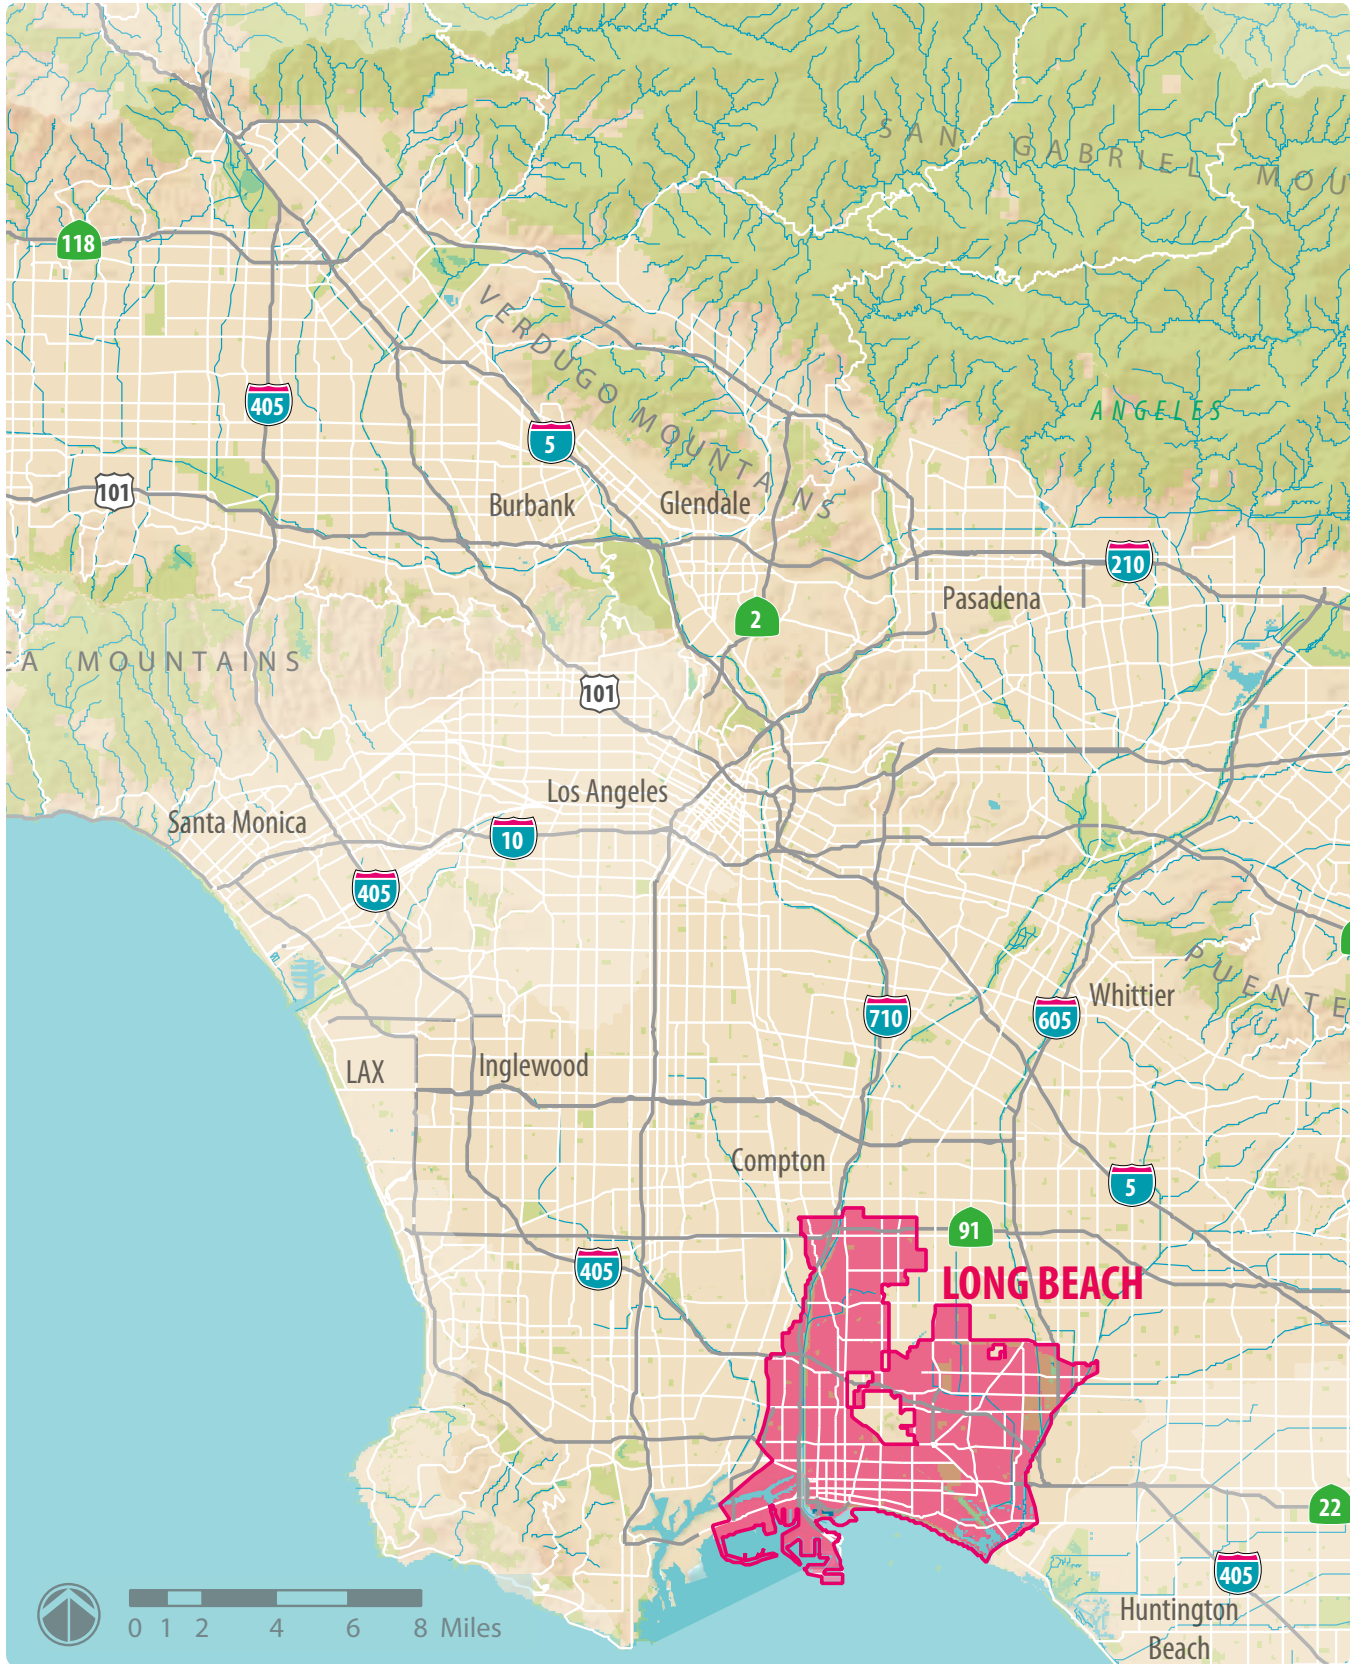 SAN GABRIEL MOU
118
VERDUGO MOUNTAINS
405
ANGELES
5
101
Burbank
Glendale
210
Pasadena
2
CA MOUNTAINS
101
Los Angeles
Santa Monica
10
405
PUENTE
Whittier
710
605
LAX
Inglewood
Compton
5
91
405
LONG BEACH
22
405
Huntington
Beach
0 1 2 4 6 8 Miles